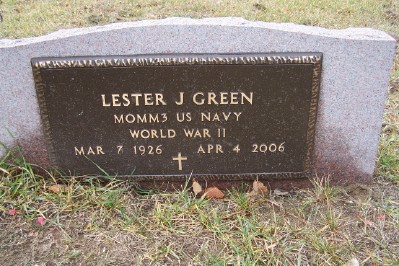 LESTER J GREEN
MOMM3 US NAVY
WORLD WAR II
MAR 7 1926 APR 4 2006